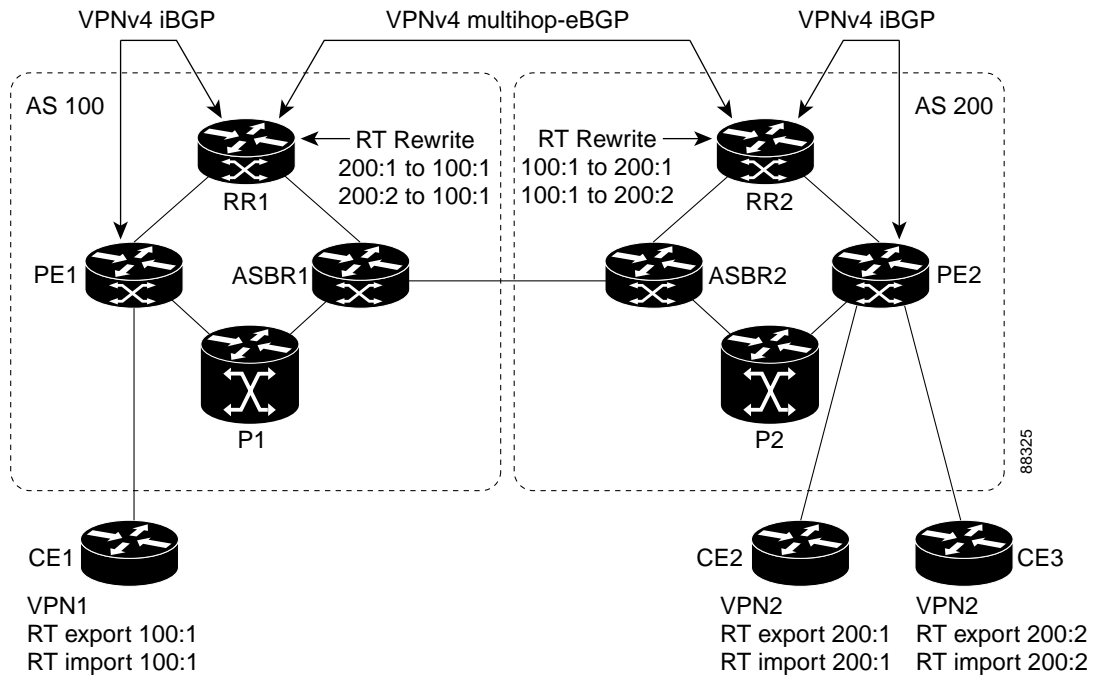 VPNv4 iBGP
VPNv4 multihop-eBGP
VPNv4 iBGP
AS 100
AS 200
RT Rewrite
200:1 to 100:1
200:2 to 100:1
RT Rewrite
100:1 to 200:1
100:1 to 200:2
RR1
RR2
PE1
ASBR1
ASBR2
PE2
P1
P2
88325
CE1
CE2
CE3
VPN1
RT export 100:1
RT import 100:1
VPN2
RT export 200:1
RT import 200:1
VPN2
RT export 200:2
RT import 200:2